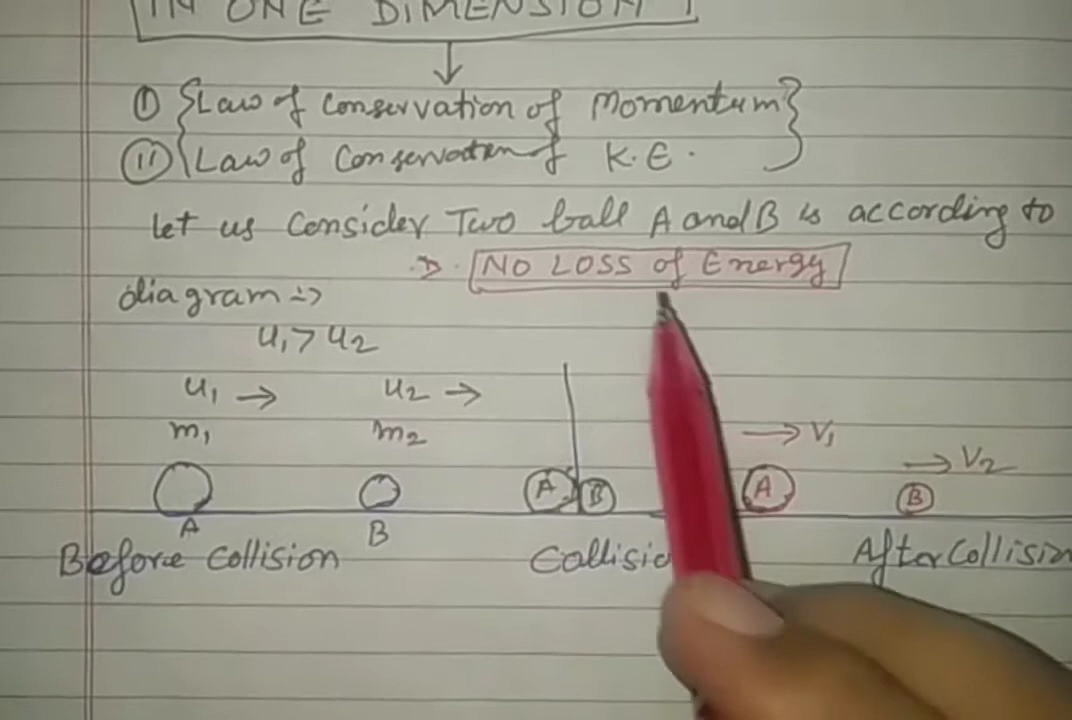 IN ONE DIMENSION
① {Law of Conservation of Momentum}
② {Law of Conservation of K.E.}
let us Consider Two ball A and B is according to
⇒ NO LOSS of Energy
diagram :⇒
u₁ > u₂
u₁ → u₂ →
m₁ m₂ → V₁
→ V₂
A B A B
A B
Before Collision Collisio After Collision